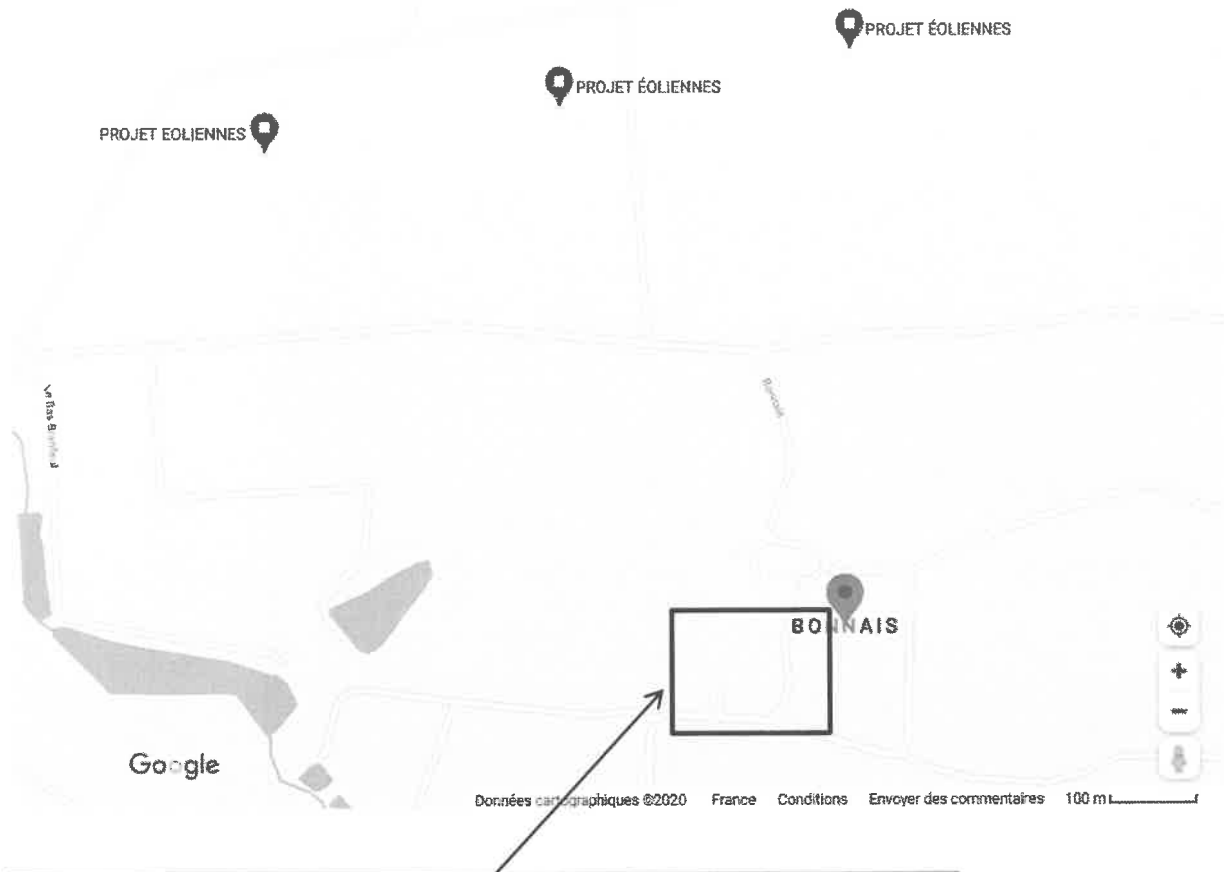 PROJET ÉOLIENNES
PROJET ÉOLIENNES
PROJET EOLIENNES
BONNAIS
Google
Données cartographiques ©2020 France Conditions Envoyer des commentaires 100 m